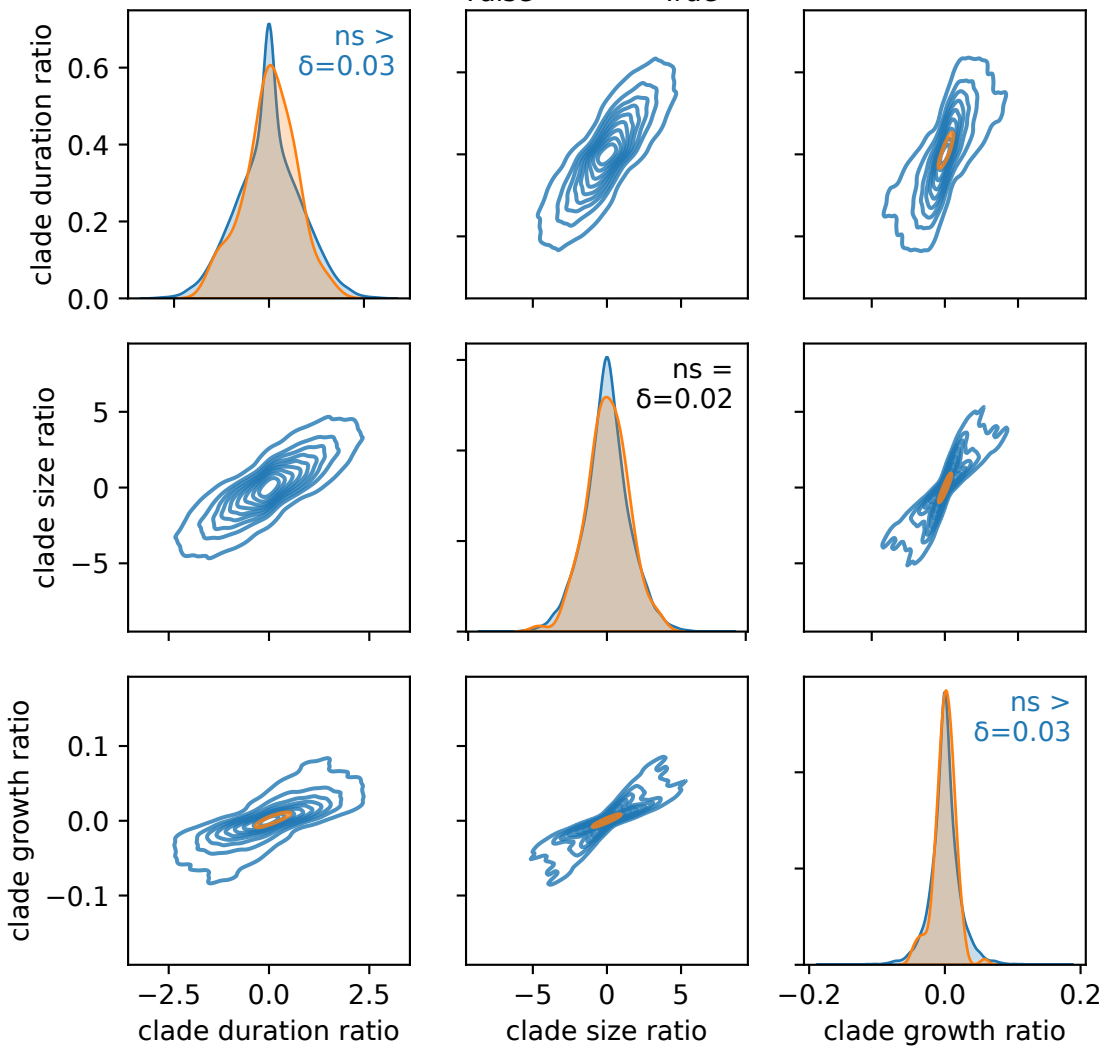 clade duration ratio
0.6
0.4
0.2
0.0
ns >
δ=0.03
clade size ratio
5
0
−5
ns =
δ=0.02
clade growth ratio
0.1
0.0
−0.1
ns >
δ=0.03
−2.5 0.0 2.5
−5 0 5
−0.2 0.0 0.2
clade duration ratio
clade size ratio
clade growth ratio